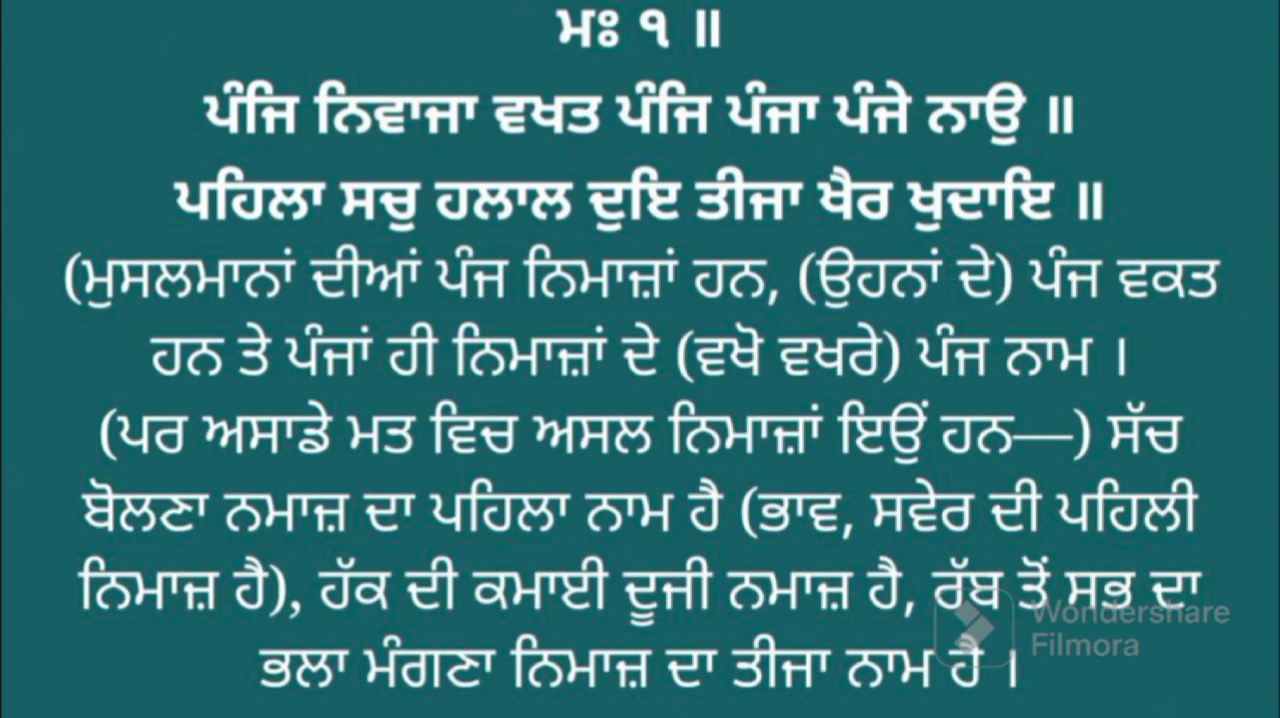 ਮਃ ੧ ॥
ਪੰਜਿ ਨਿਵਾਜਾ ਵਖਤ ਪੰਜਿ ਪੰਜਾ ਪੰਜੇ ਨਾਉ ॥
ਪਹਿਲਾ ਸਚੁ ਹਲਾਲ ਦੁਇ ਤੀਜਾ ਖੈਰ ਖੁਦਾਇ ॥
(ਮੁਸਲਮਾਨਾਂ ਦੀਆਂ ਪੰਜ ਨਿਮਾਜ਼ਾਂ ਹਨ, (ਉਹਨਾਂ ਦੇ) ਪੰਜ ਵਕਤ
ਹਨ ਤੇ ਪੰਜਾਂ ਹੀ ਨਿਮਾਜ਼ਾਂ ਦੇ (ਵਖੋ ਵਖਰੇ) ਪੰਜ ਨਾਮ ।
(ਪਰ ਅਸਾਡੇ ਮਤ ਵਿਚ ਅਸਲ ਨਿਮਾਜ਼ਾਂ ਇਉਂ ਹਨ—) ਸੱਚ
ਬੋਲਣਾ ਨਮਾਜ਼ ਦਾ ਪਹਿਲਾ ਨਾਮ ਹੈ (ਭਾਵ, ਸਵੇਰ ਦੀ ਪਹਿਲੀ
ਨਿਮਾਜ਼ ਹੈ), ਹੱਕ ਦੀ ਕਮਾਈ ਦੂਜੀ ਨਮਾਜ਼ ਹੈ, ਰੱਬ ਤੋਂ ਸਭ ਦਾ
ਭਲਾ ਮੰਗਣਾ ਨਿਮਾਜ਼ ਦਾ ਤੀਜਾ ਨਾਮ ਹੈ ।
Wondershare
Filmora